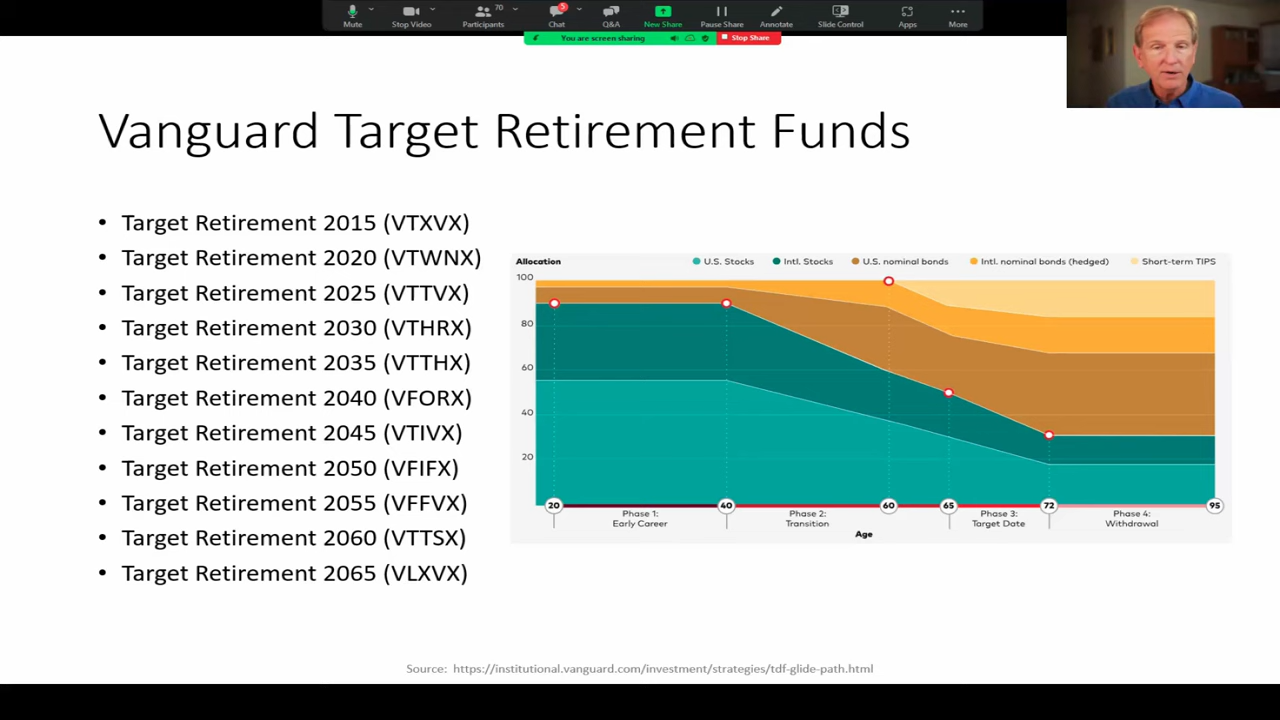 70
5
Mute
Stop Video
Participants
Chat
Q&A
New Share
Pause Share
Annotate
Slide Control
Apps
More
You are screen sharing
Stop Share
Vanguard Target Retirement Funds
• Target Retirement 2015 (VTXVX)
• Target Retirement 2020 (VTWNX)
• Target Retirement 2025 (VTTVX)
• Target Retirement 2030 (VTHRX)
• Target Retirement 2035 (VTTHX)
• Target Retirement 2040 (VFORX)
• Target Retirement 2045 (VTIVX)
• Target Retirement 2050 (VFIFX)
• Target Retirement 2055 (VFFVX)
• Target Retirement 2060 (VTTSX)
• Target Retirement 2065 (VLXVX)
Allocation
U.S. Stocks
Intl. Stocks
U.S. nominal bonds
Intl. nominal bonds (hedged)
Short-term TIPS
100
80
60
40
20
20
40
60
65
72
95
Phase 1:
Early Career
Phase 2:
Transition
Phase 3:
Target Date
Phase 4:
Withdrawal
Age
Source: https://institutional.vanguard.com/investment/strategies/tdf-glide-path.html